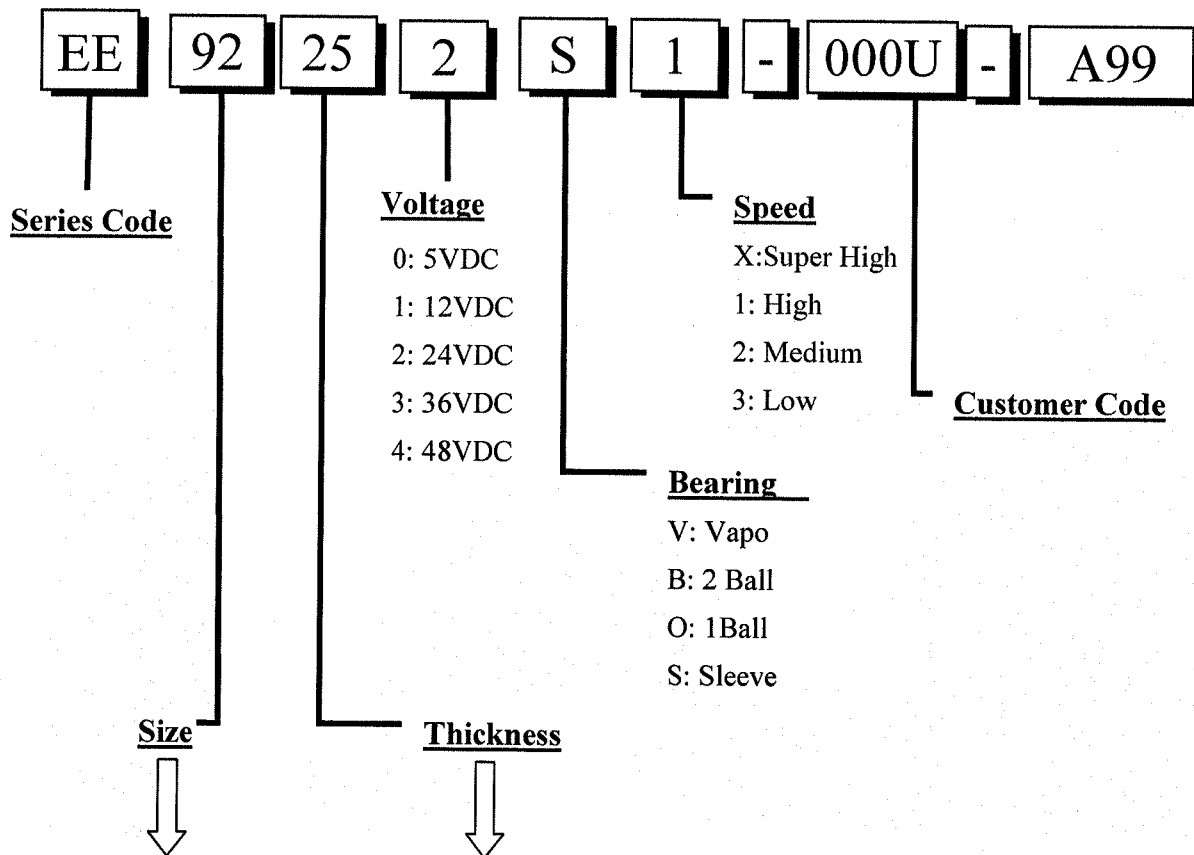 EE 92 25 2 S 1 - 000U - A99
Series Code
Voltage
0: 5VDC
1: 12VDC
2: 24VDC
3: 36VDC
4: 48VDC
Speed
X:Super High
1: High
2: Medium
3: Low
Customer Code
Bearing
V: Vapo
B: 2 Ball
O: 1Ball
S: Sleeve
Size
Thickness